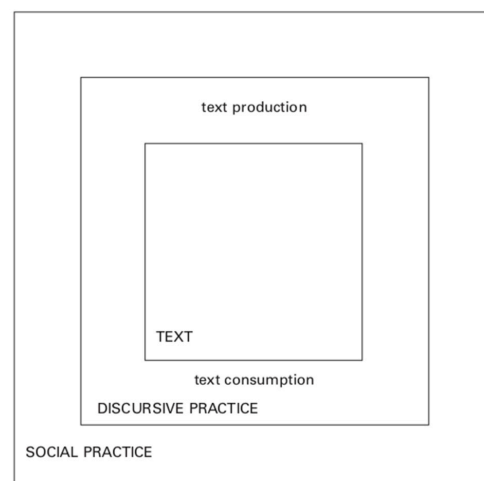 text production
TEXT
text consumption
DISCURSIVE PRACTICE
SOCIAL PRACTICE